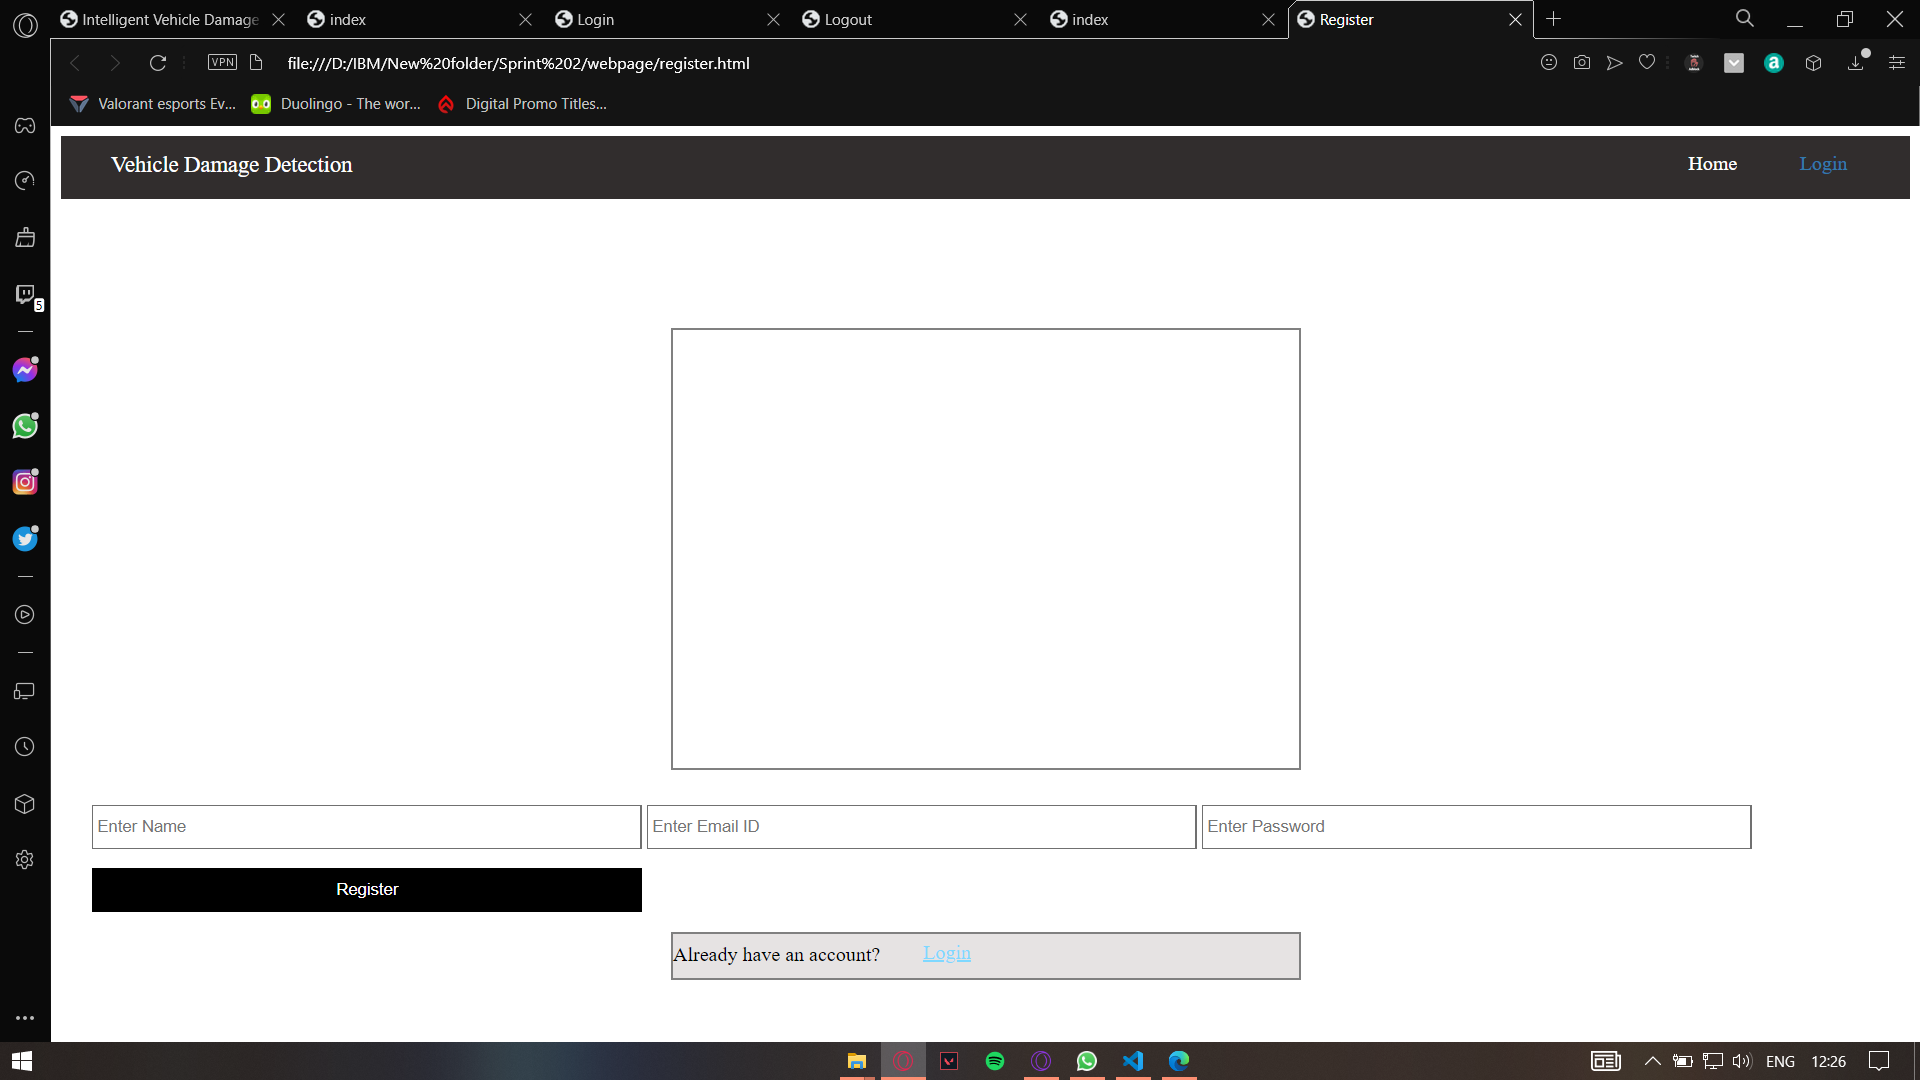 Intelligent Vehicle Damage
index
Login
Logout
index
Register
VPN
file:///D:/IBM/New%20folder/Sprint%202/webpage/register.html
a
Valorant esports Ev...
Duolingo - The wor...
Digital Promo Titles...
Vehicle Damage Detection
Home
Login
5
Enter Name
Enter Email ID
Enter Password
Register
Already have an account?
Login
ENG
12:26